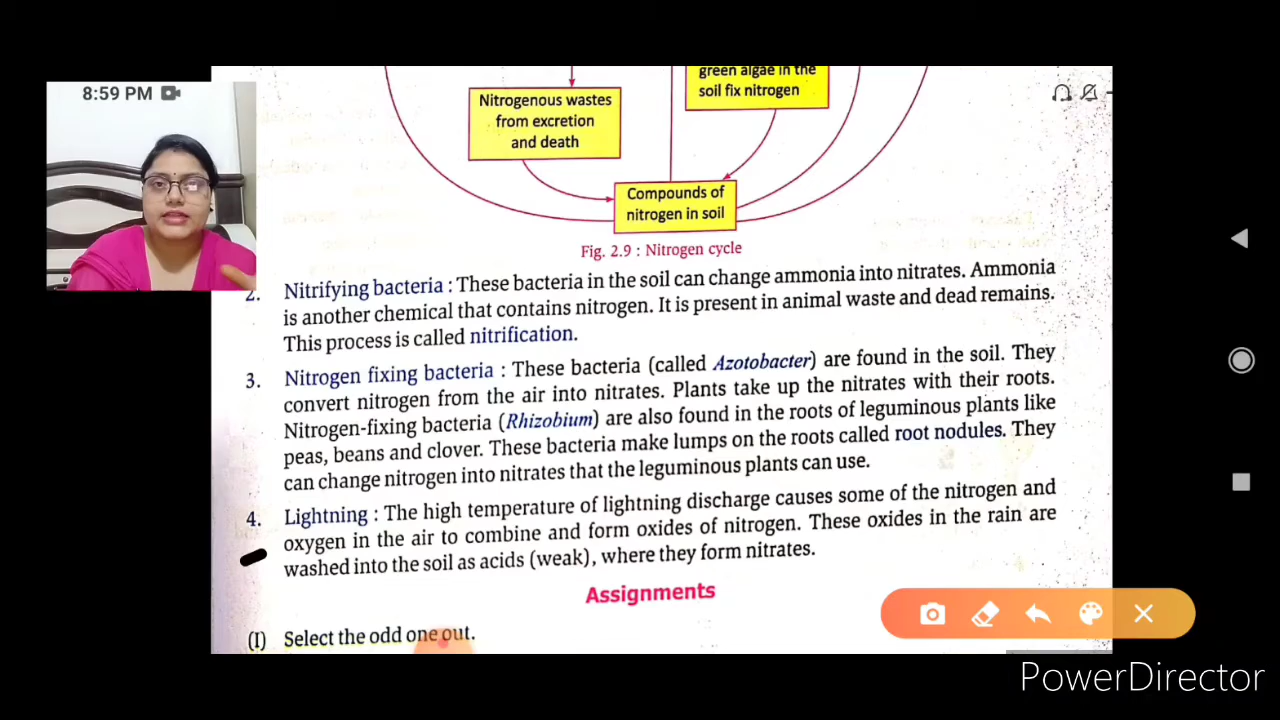 8:59 PM
green algae in the
soil fix nitrogen
Nitrogenous wastes
from excretion
and death
Compounds of
nitrogen in soil
Fig. 2.9 : Nitrogen cycle
2. Nitrifying bacteria : These bacteria in the soil can change ammonia into nitrates. Ammonia
is another chemical that contains nitrogen. It is present in animal waste and dead remains.
This process is called nitrification.
3. Nitrogen fixing bacteria : These bacteria (called Azotobacter) are found in the soil. They
convert nitrogen from the air into nitrates. Plants take up the nitrates with their roots.
Nitrogen-fixing bacteria (Rhizobium) are also found in the roots of leguminous plants like
peas, beans and clover. These bacteria make lumps on the roots called root nodules. They
can change nitrogen into nitrates that the leguminous plants can use.
4. Lightning : The high temperature of lightning discharge causes some of the nitrogen and
oxygen in the air to combine and form oxides of nitrogen. These oxides in the rain are
washed into the soil as acids (weak), where they form nitrates.
Assignments
(I) Select the odd one out.
PowerDirector